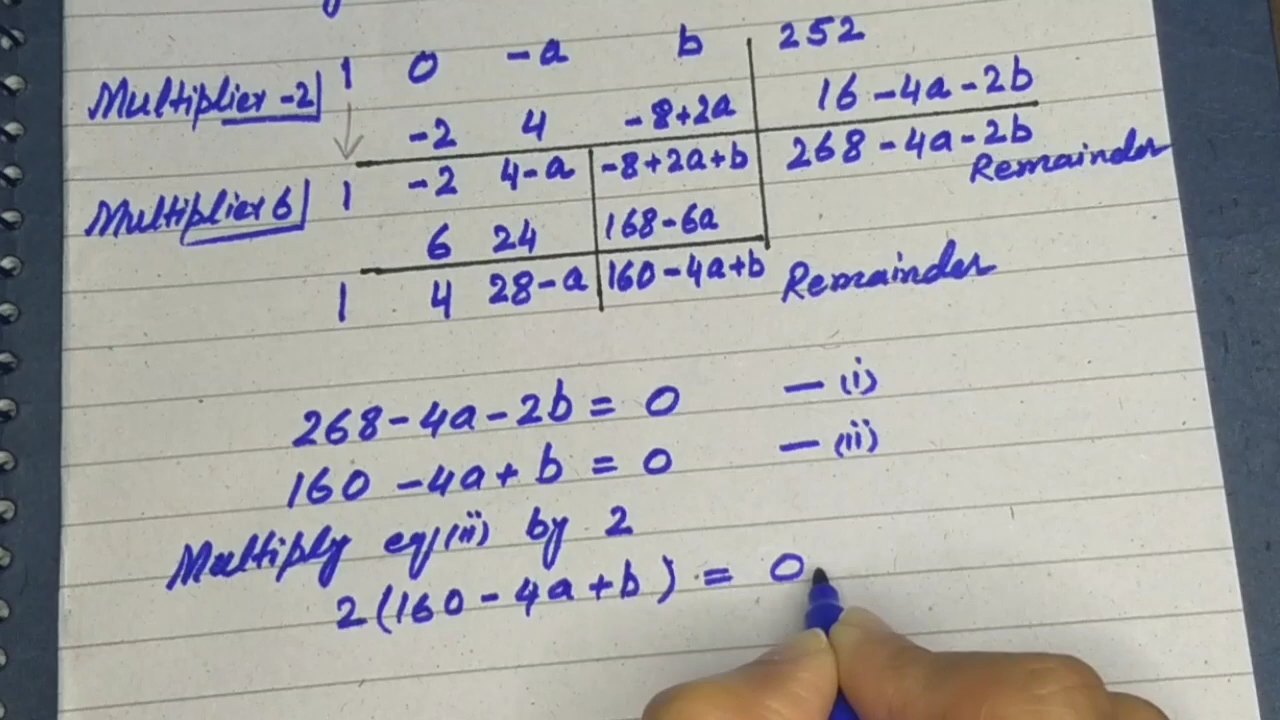 Multiplier -2| 1 0 -a b 252
-2 4 -8+2a 16-4a-2b
Multiplier 6| 1 -2 4-a -8+2a+b 268-4a-2b
Remainder
6 24 168-6a
1 4 28-a 160-4a+b Remainder
268-4a-2b = 0 — (i)
160-4a+b = 0 — (ii)
Multiply eq(ii) by 2
2(160-4a+b) = 0